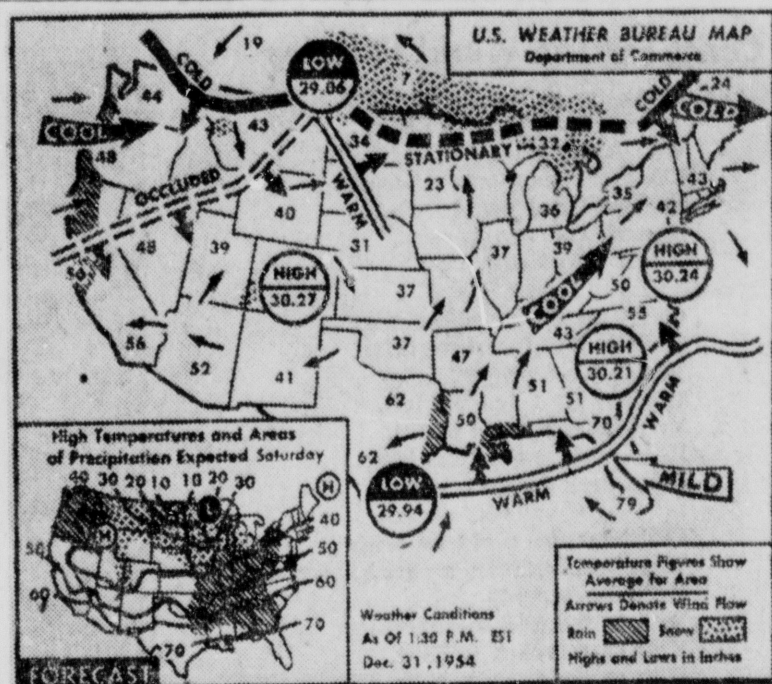 U.S. WEATHER BUREAU MAP
Department of Commerce
19
COLD
LOW
29.06
7
COLD
24
COLD
44
COOL
48
43
34
STATIONARY
32
43
OCCLUDED
WARM
23
35
42
40
36
48
39
31
37
39
HIGH
30.24
50
HIGH
30.27
37
COOL
50
55
56
52
41
37
47
43
HIGH
30.21
51
51
70
WARM
62
50
62
LOW
29.94
WARM
79
MILD
High Temperatures and Areas
of Precipitation Expected Saturday
40 30 20 10 10 L 20 30 H
H
40
50
50
60
60
70
70
FORECAST
Weather Conditions
As Of 1:30 P.M. EST
Dec. 31, 1954
Temperature Figures Show
Average for Area
Arrows Denote Wind Flow
Rain Snow
Highs and Lows in Inches